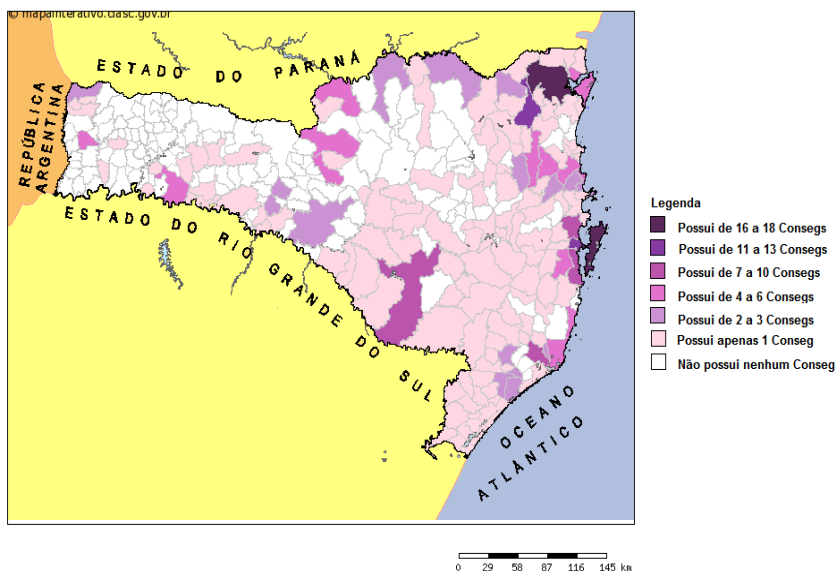 © mapainterativo.ciasc.gov.br
ESTADO DO PARANÁ
REPÚBLICA
ARGENTINA
ESTADO DO RIO GRANDE DO SUL
OCEANO
ATLÂNTICO
Legenda
Possui de 16 a 18 Consegs
Possui de 11 a 13 Consegs
Possui de 7 a 10 Consegs
Possui de 4 a 6 Consegs
Possui de 2 a 3 Consegs
Possui apenas 1 Conseg
Não possui nenhum Conseg
0 29 58 87 116 145 km